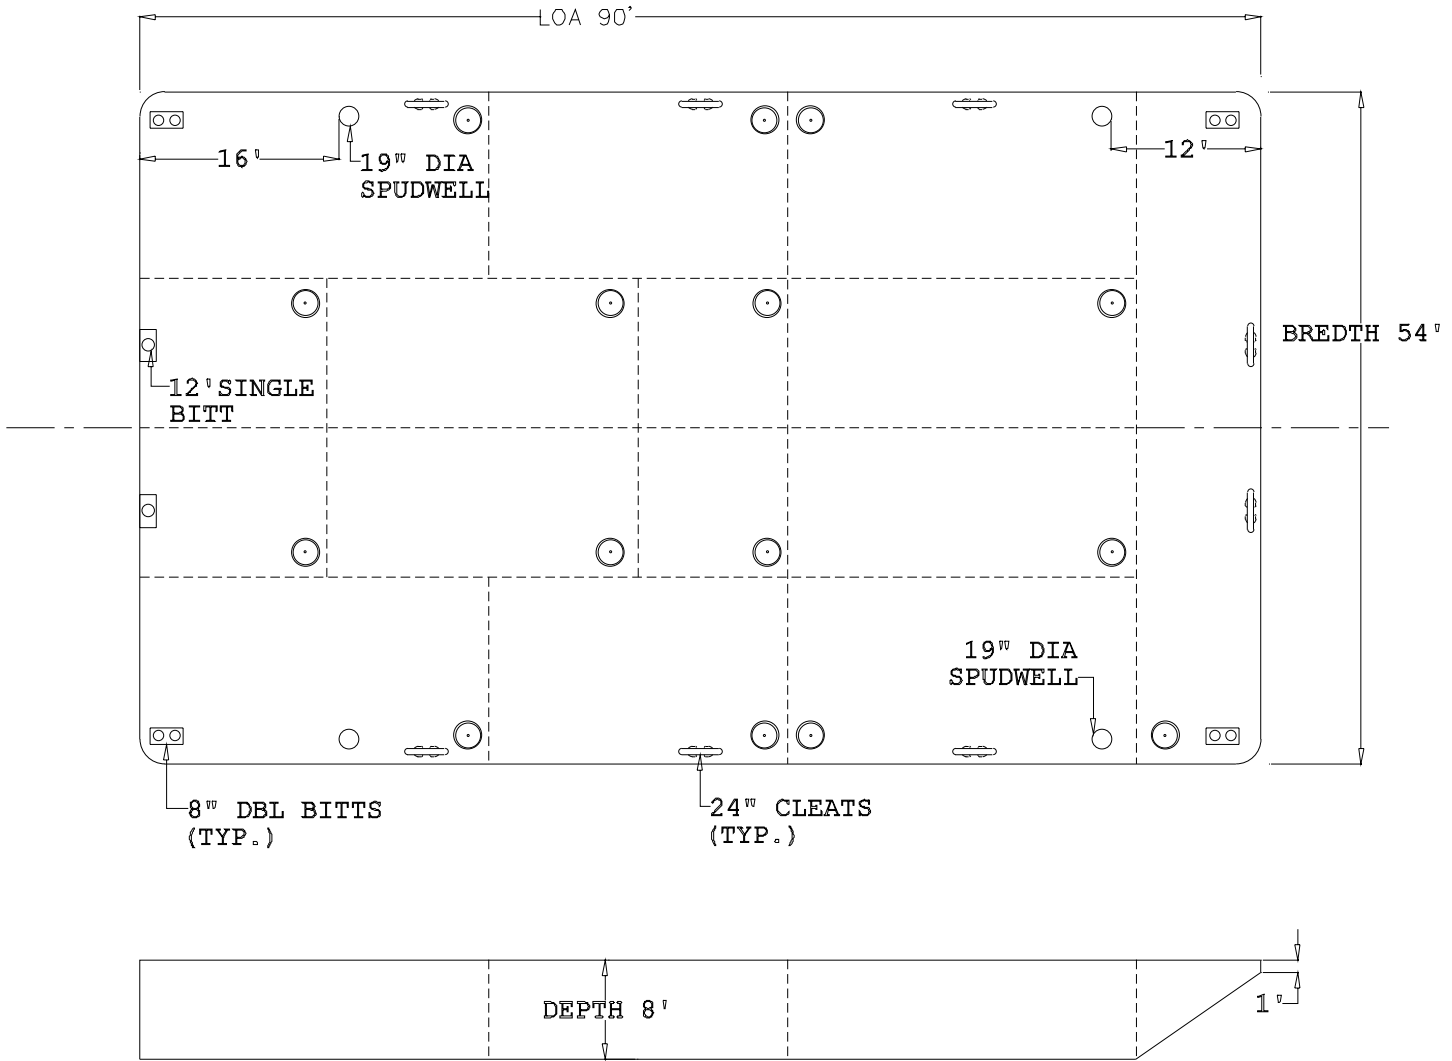 LOA 90'
16'
19" DIA
SPUDWELL
12'
BREDTH 54'
12'SINGLE
BITT
19" DIA
SPUDWELL
8" DBL BITTS
(TYP.)
24" CLEATS
(TYP.)
DEPTH 8'
1'